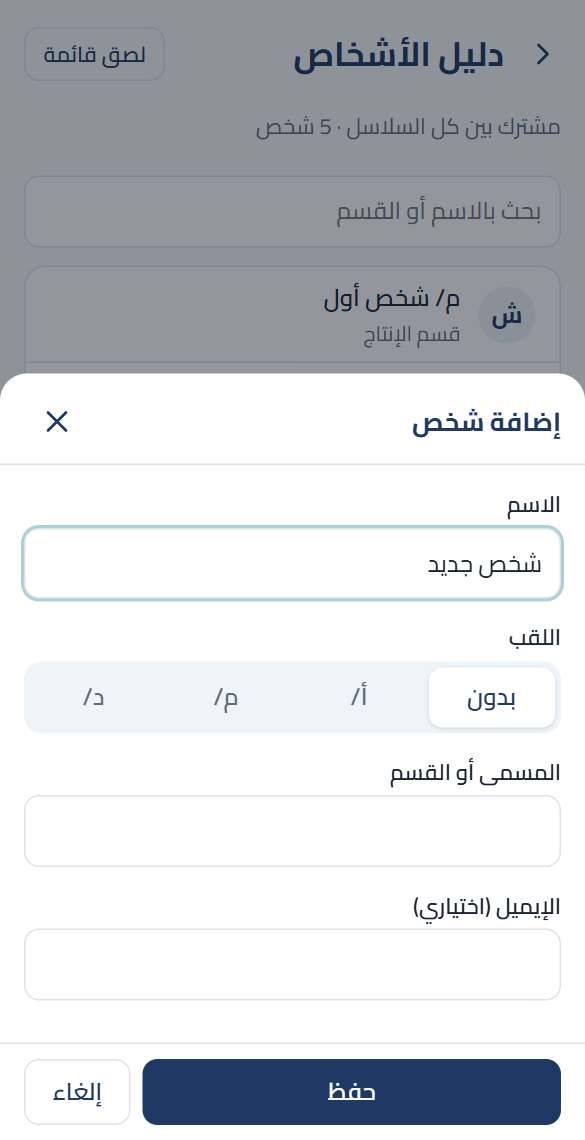 دليل الأشخاص
لصق قائمة
مشترك بين كل السلاسل · 5 شخص
بحث بالاسم أو القسم
ش
م/ شخص أول
قسم الإنتاج
إضافة شخص
الاسم
شخص جديد
اللقب
بدون
أ/
م/
د/
المسمى أو القسم
الإيميل (اختياري)
حفظ
إلغاء